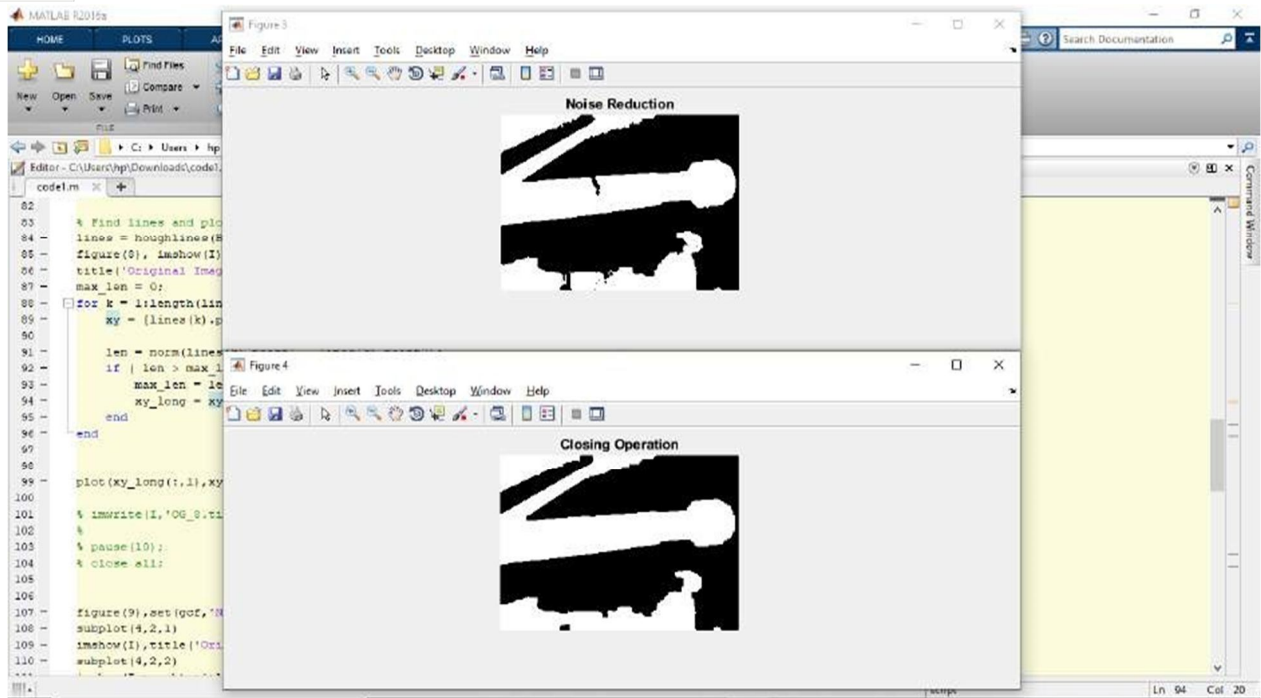 MATLAB R2016a
HOME PLOTS
Search Documentation
New Open Save
Find Files
Compare
Print
FILE
C: Users hp
Editor - C:\Users\hp\Downloads\code1.
code1.m
Command Window
Figure 3
File Edit View Insert Tools Desktop Window Help
Noise Reduction
Figure 4
File Edit View Insert Tools Desktop Window Help
Closing Operation
82
83 % Find lines and plo
84 - lines = houghlines(B
85 - figure(8), imshow(I)
86 - title('Original Imag
87 - max_len = 0;
88 - for k = 1:length(lin
89 - xy = [lines(k).p
90
91 - len = norm(lines
92 - if ( len > max_l
93 - max_len = le
94 - xy_long = xy
95 - end
96 - end
97
98
99 - plot(xy_long(:,1),xy
100
101 % imwrite(I,'OG_8.ti
102 %
103 % pause(10);
104 % close all;
105
106
107 - figure(9),set(gcf,'N
108 - subplot(4,2,1)
109 - imshow(I),title('Ori
110 - subplot(4,2,2)
script Ln 94 Col 20